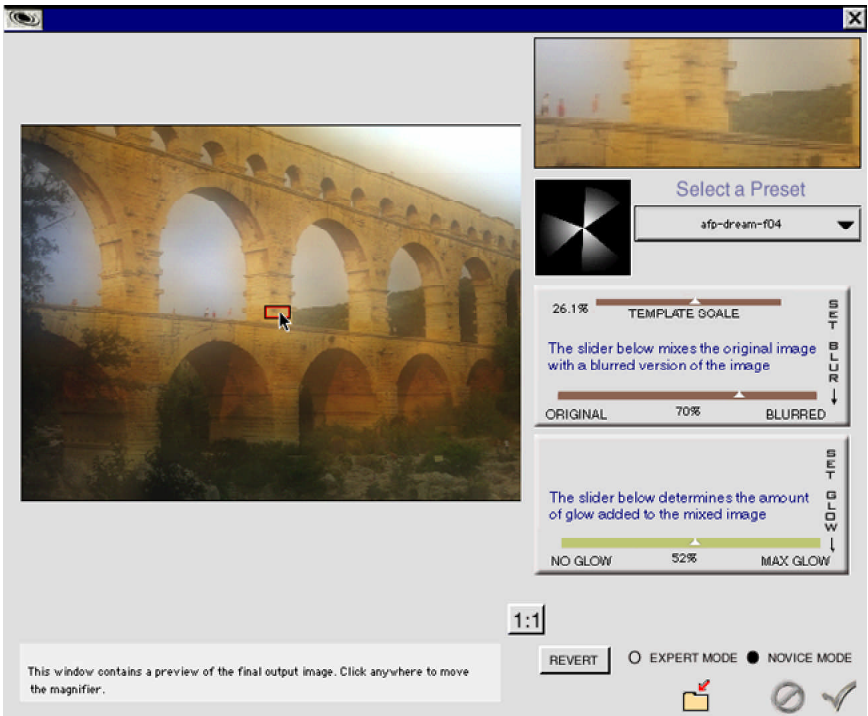 Select a Preset
afp-dream-f04
26.1%
TEMPLATE SCALE
SET BLUR
The slider below mixes the original image
with a blurred version of the image
ORIGINAL 70% BLURRED
SET GLOW
The slider below determines the amount
of glow added to the mixed image
NO GLOW 52% MAX GLOW
1:1
This window contains a preview of the final output image. Click anywhere to move
the magnifier.
REVERT EXPERT MODE NOVICE MODE